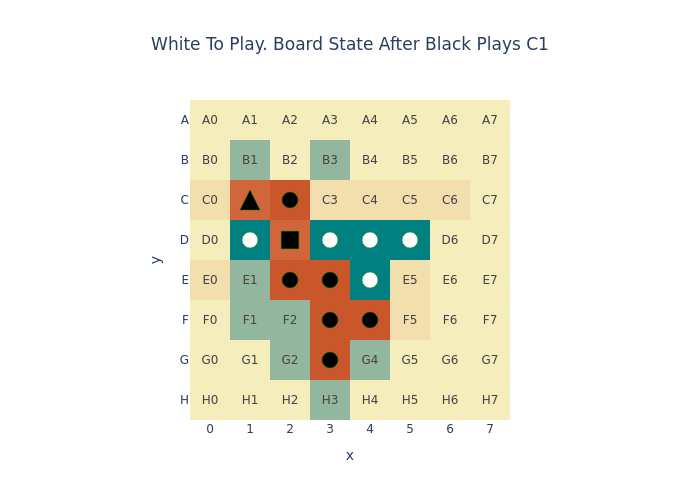 White To Play. Board State After Black Plays C1
A A0 A1 A2 A3 A4 A5 A6 A7
B B0 B1 B2 B3 B4 B5 B6 B7
C C0 C3 C4 C5 C6 C7
D D0 D6 D7
y
E E0 E1 E5 E6 E7
F F0 F1 F2 F5 F6 F7
G G0 G1 G2 G4 G5 G6 G7
H H0 H1 H2 H3 H4 H5 H6 H7
0 1 2 3 4 5 6 7
x